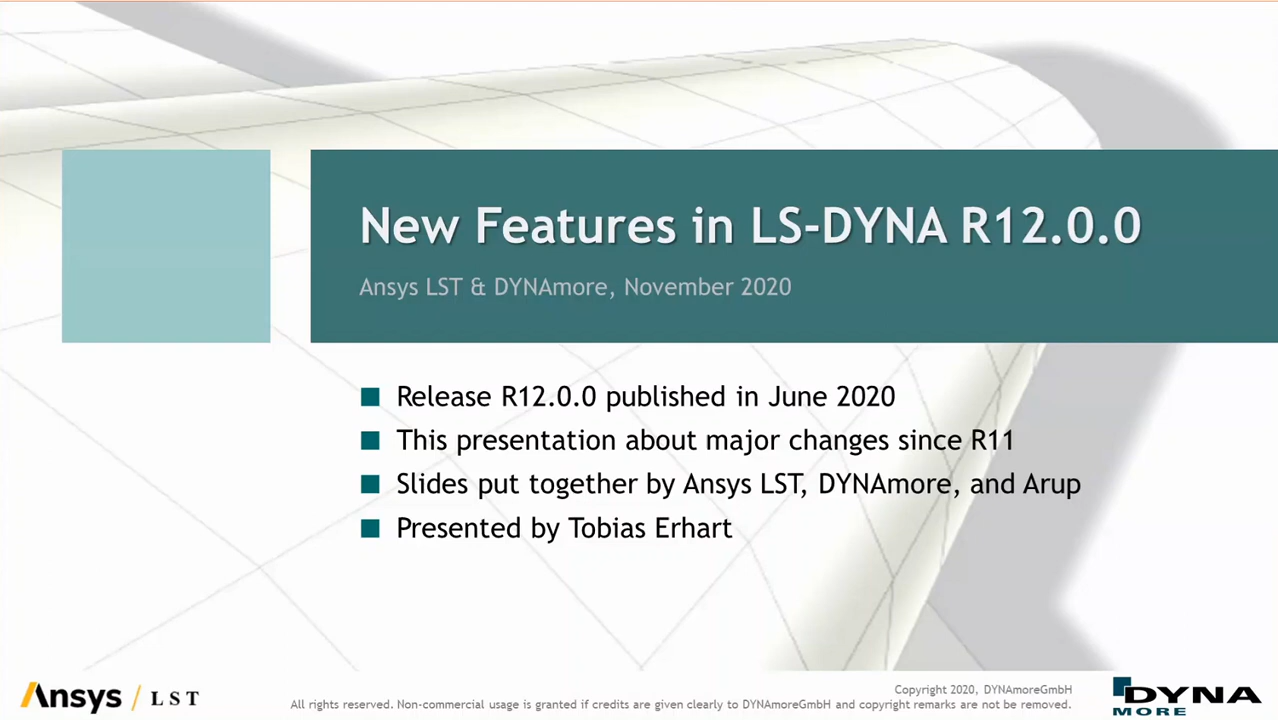 New Features in LS-DYNA R12.0.0
Ansys LST & DYNAmore, November 2020
Release R12.0.0 published in June 2020
This presentation about major changes since R11
Slides put together by Ansys LST, DYNAmore, and Arup
Presented by Tobias Erhart
Ansys / LST
Copyright 2020, DYNAmoreGmbH
All rights reserved. Non-commercial usage is granted if credits are given clearly to DYNAmoreGmbH and copyright remarks are not be removed.
DYNA
MORE